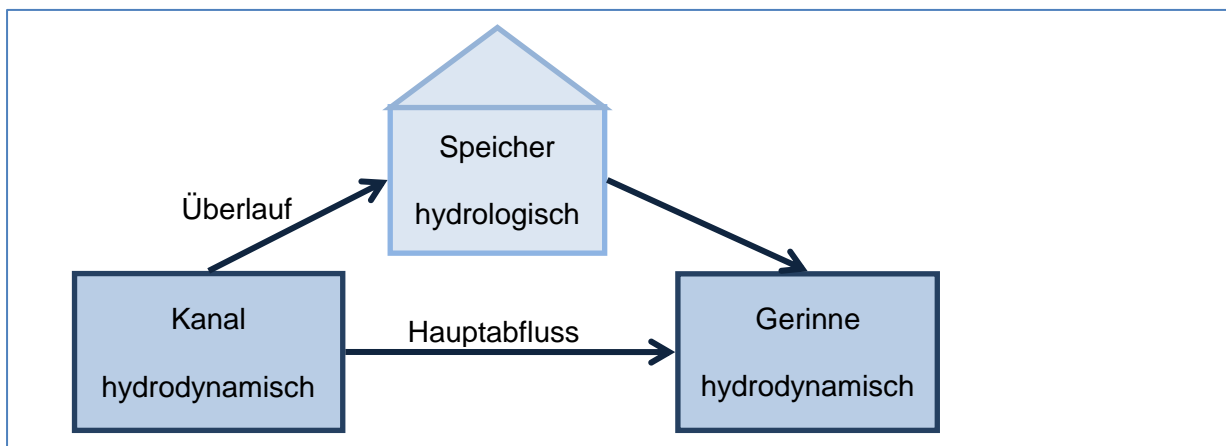 Speicher
hydrologisch
Überlauf
Kanal
hydrodynamisch
Hauptabfluss
Gerinne
hydrodynamisch